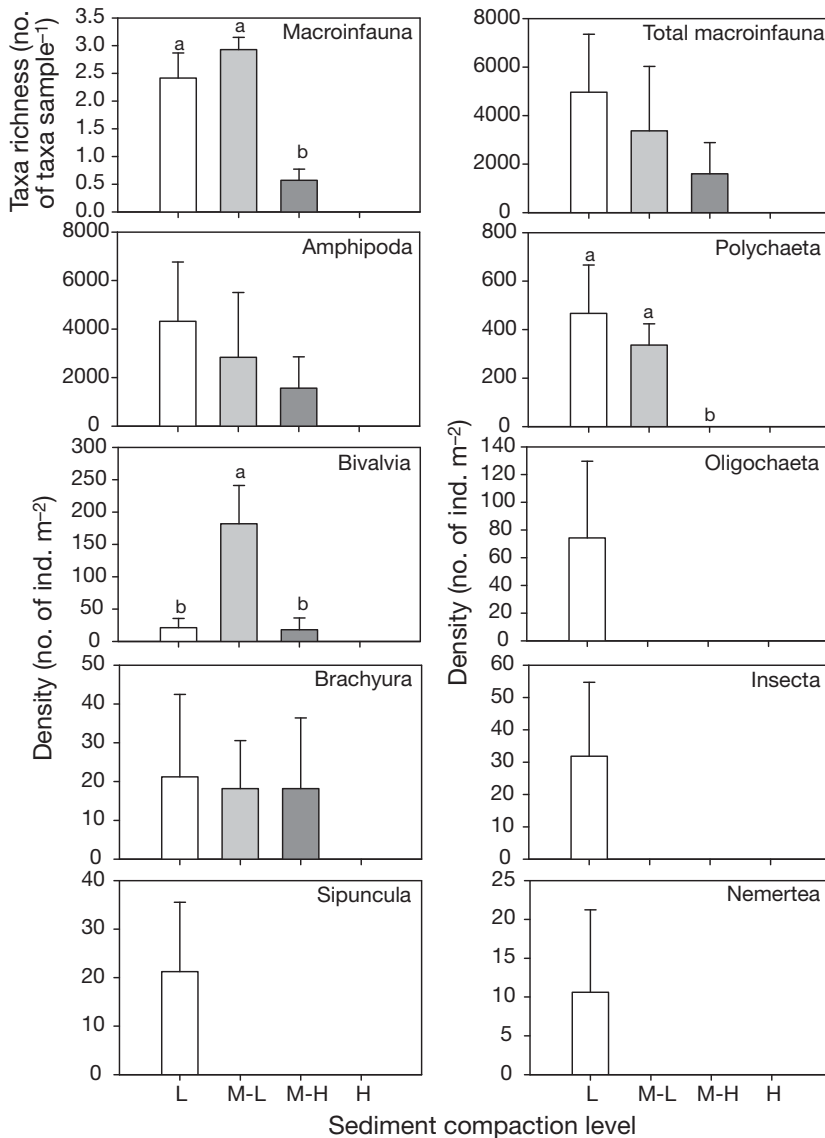 Taxa richness (no.
of taxa sample⁻¹)
3.5
3.0
2.5
2.0
1.5
1.0
0.5
0.0
Macroinfauna
a
a
b
8000
6000
4000
2000
0
Total macroinfauna
8000
6000
4000
2000
0
Amphipoda
800
600
400
200
0
Polychaeta
a
a
b
Density (no. of ind. m⁻²)
300
250
200
150
100
50
0
Bivalvia
b
a
b
Density (no. of ind. m⁻²)
140
120
100
80
60
40
20
0
Oligochaeta
50
40
30
20
10
0
Brachyura
60
50
40
30
20
10
0
Insecta
40
30
20
10
0
Sipuncula
L M-L M-H H
25
20
15
10
5
0
Nemertea
L M-L M-H H
Sediment compaction level